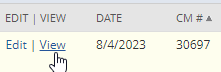 EDIT | VIEW DATE CM # ▲
Edit | View 8/4/2023 30697